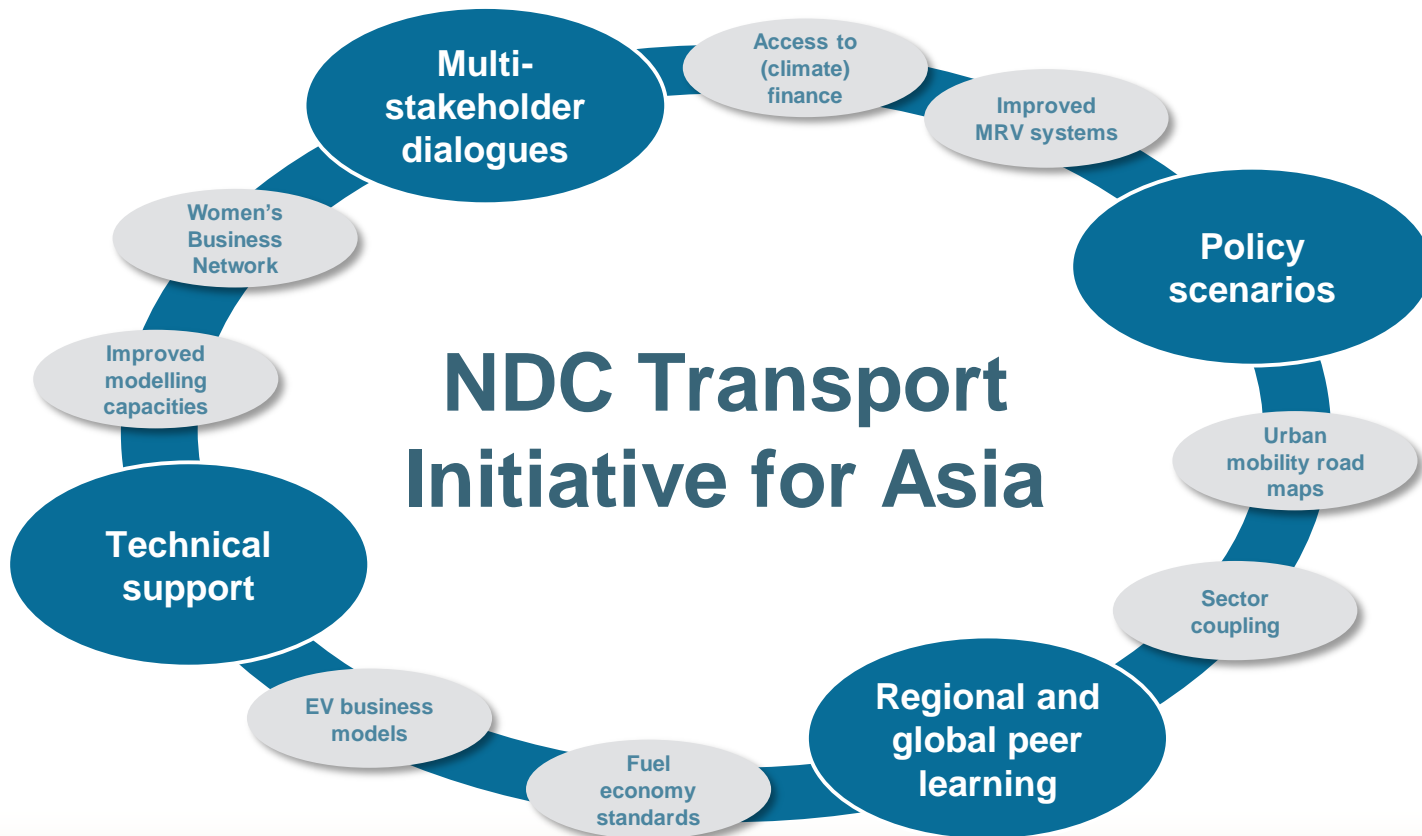 Multi-
stakeholder
dialogues
Access to
(climate)
finance
Improved
MRV systems
Policy
scenarios
Urban
mobility road
maps
Sector
coupling
Regional and
global peer
learning
Fuel
economy
standards
EV business
models
Technical
support
Improved
modelling
capacities
Women’s
Business
Network
NDC Transport
Initiative for Asia